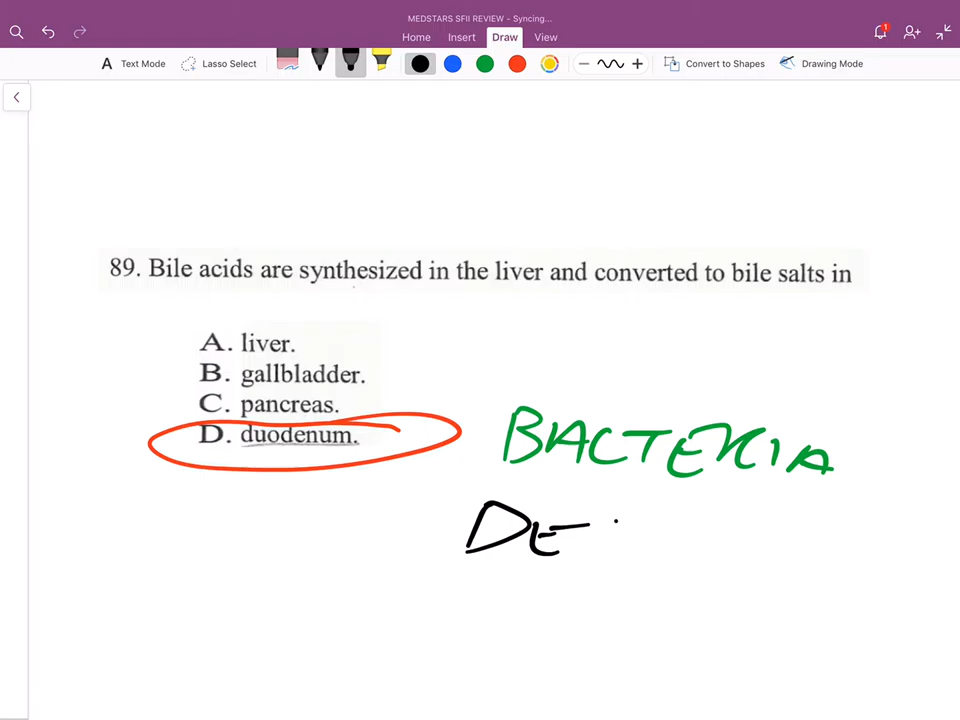 MEDSTARS SFII REVIEW - Syncing...
Home Insert Draw View
1
A Text Mode Lasso Select Convert to Shapes Drawing Mode
89. Bile acids are synthesized in the liver and converted to bile salts in
A. liver.
B. gallbladder.
C. pancreas.
D. duodenum.
BACTERIA
DE-